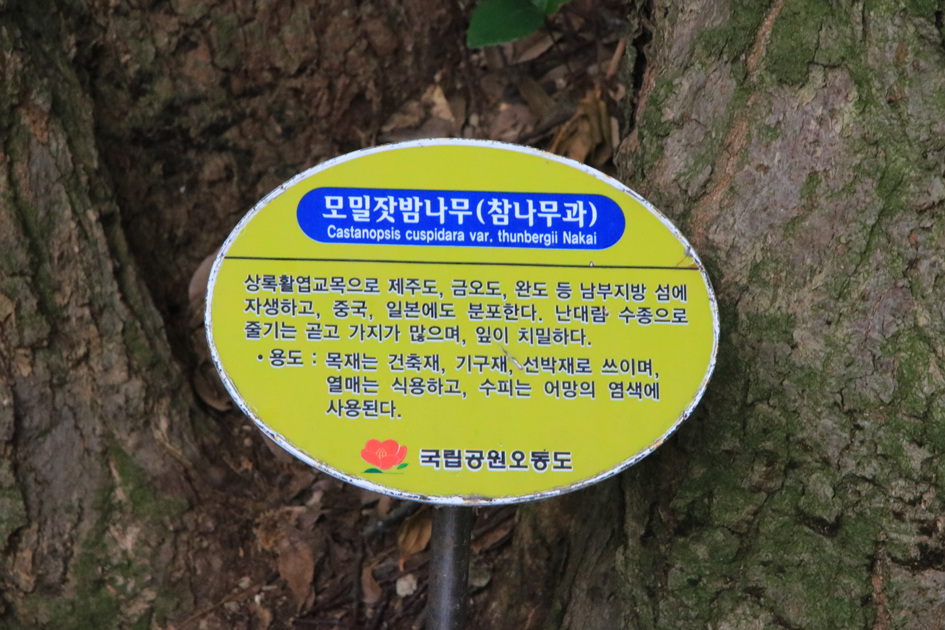 모밀잣밤나무(참나무과)
Castanopsis cuspidara var. thunbergii Nakai
상록활엽교목으로 제주도, 금오도, 완도 등 남부지방 섬에
자생하고, 중국, 일본에도 분포한다. 난대림 수종으로
줄기는 곧고 가지가 많으며, 잎이 치밀하다.
• 용도 : 목재는 건축재, 기구재, 선박재로 쓰이며,
열매는 식용하고, 수피는 어망의 염색에
사용된다.
국립공원오동도